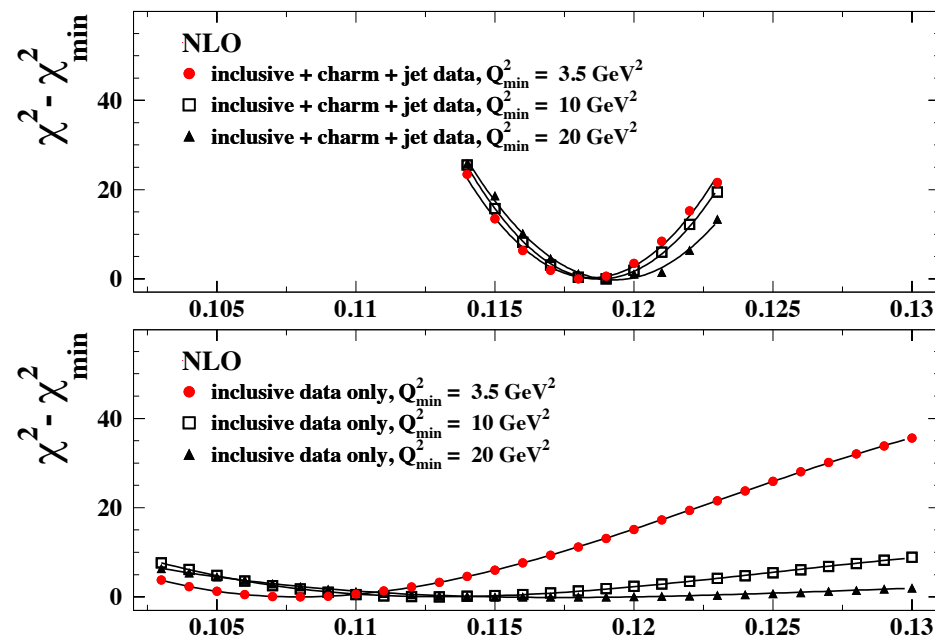 χ² - χ²min
60
40
20
0
NLO
inclusive + charm + jet data, Q²min = 3.5 GeV²
inclusive + charm + jet data, Q²min = 10 GeV²
inclusive + charm + jet data, Q²min = 20 GeV²
0.105 0.11 0.115 0.12 0.125 0.13
χ² - χ²min
40
20
0
NLO
inclusive data only, Q²min = 3.5 GeV²
inclusive data only, Q²min = 10 GeV²
inclusive data only, Q²min = 20 GeV²
0.105 0.11 0.115 0.12 0.125 0.13